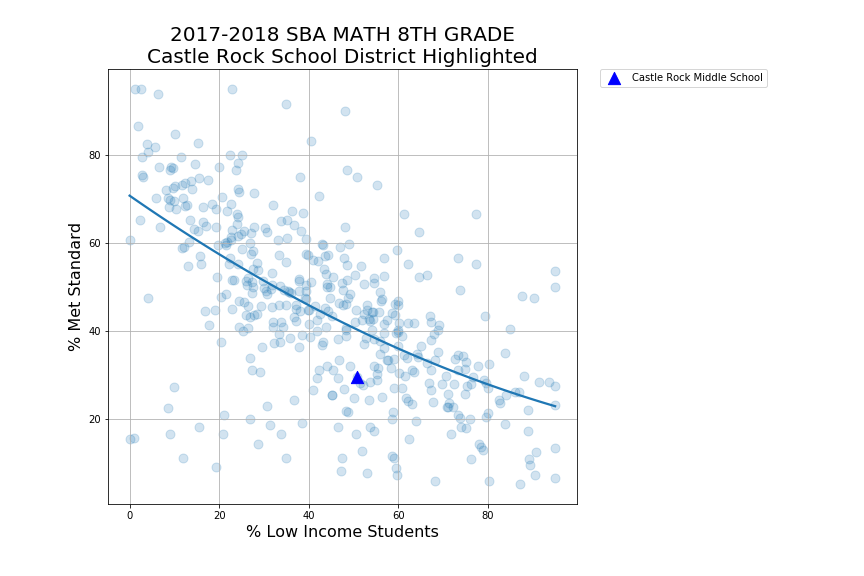 2017-2018 SBA MATH 8TH GRADE
Castle Rock School District Highlighted
Castle Rock Middle School
% Met Standard
80
60
40
20
0
20
40
60
80
% Low Income Students